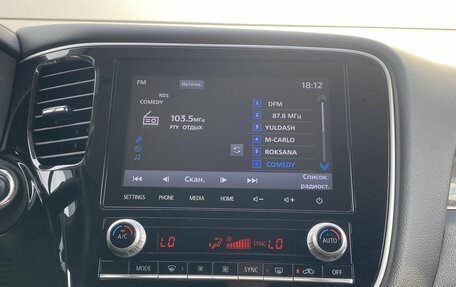 FM
Источ.
18:12
RDS
COMEDY
103.5МГц
PTY ОТДЫХ
1 DFM
2 87.8 МГц
3 YULDASH
4 M-CARLO
5 ROKSANA
6 COMEDY
Скан.
Список
радиост.
SETTINGS PHONE MEDIA HOME
A/C
LO
SYNC
LO
AUTO
MODE
SYNC
OFF